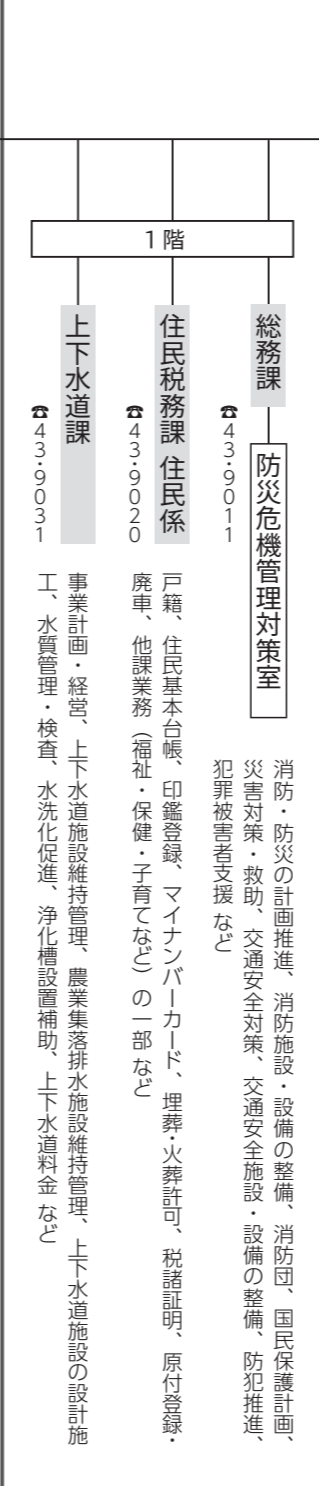 1階
総務課
防災危機管理対策室
☎43・9011
消防・防災の計画推進、消防施設・設備の整備、消防団、国民保護計画、
災害対策・救助、交通安全対策、交通安全施設・設備の整備、防犯推進、
犯罪被害者支援 など
住民税務課 住民係
☎43・9020
戸籍、住民基本台帳、印鑑登録、マイナンバーカード、埋葬・火葬許可、税諸証明、原付登録・
廃車、他課業務（福祉・保健・子育てなど）の一部 など
上下水道課
☎43・9031
事業計画・経営、上下水道施設維持管理、農業集落排水施設維持管理、上下水道施設の設計施
工、水質管理・検査、水洗化促進、浄化槽設置補助、上下水道料金 など